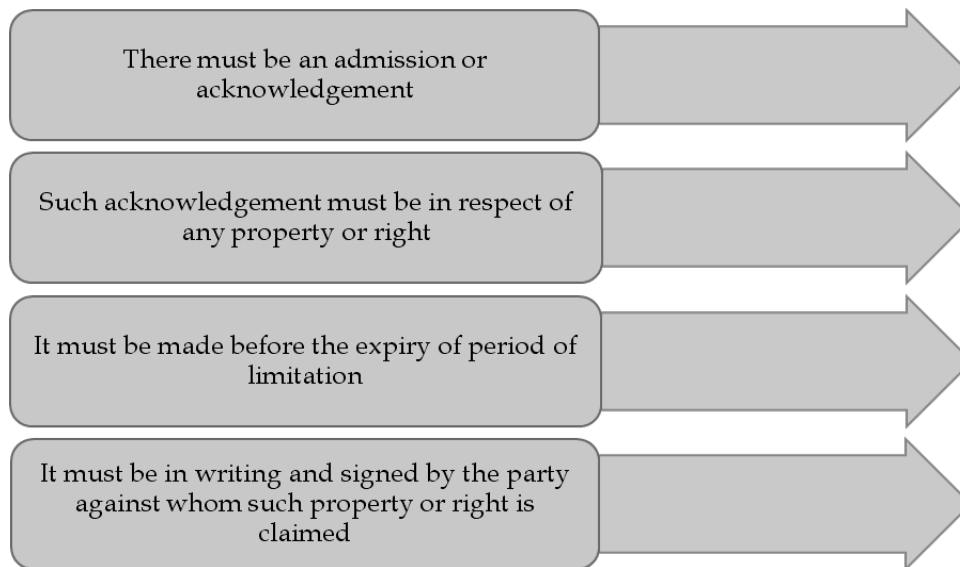 There must be an admission or
acknowledgement
Such acknowledgement must be in respect of
any property or right
It must be made before the expiry of period of
limitation
It must be in writing and signed by the party
against whom such property or right is
claimed